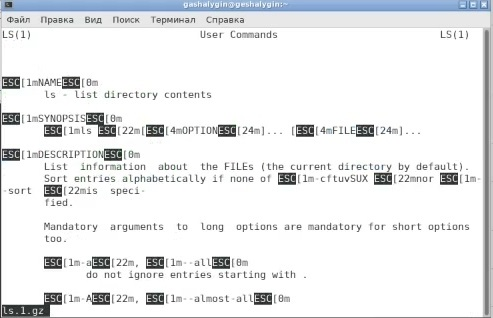 gashalygin@gashalygin:~
Файл Правка Вид Поиск Терминал Справка
LS(1) User Commands LS(1)
ESC[1mNAMEESC[0m
ls - list directory contents
ESC[1mSYNOPSISESC[0m
ESC[1mls ESC[22m[ESC[4mOPTIONESC[24m]... [ESC[4mFILEESC[24m]...
ESC[1mDESCRIPTIONESC[0m
List information about the FILEs (the current directory by default).
Sort entries alphabetically if none of ESC[1m-cftuvSUX ESC[22mnor ESC[1m-
-sort ESC[22mis speci-
fied.
Mandatory arguments to long options are mandatory for short options
too.
ESC[1m-aESC[22m, ESC[1m--allESC[0m
do not ignore entries starting with .
ESC[1m-AESC[22m, ESC[1m--almost-allESC[0m
ls.1.gz